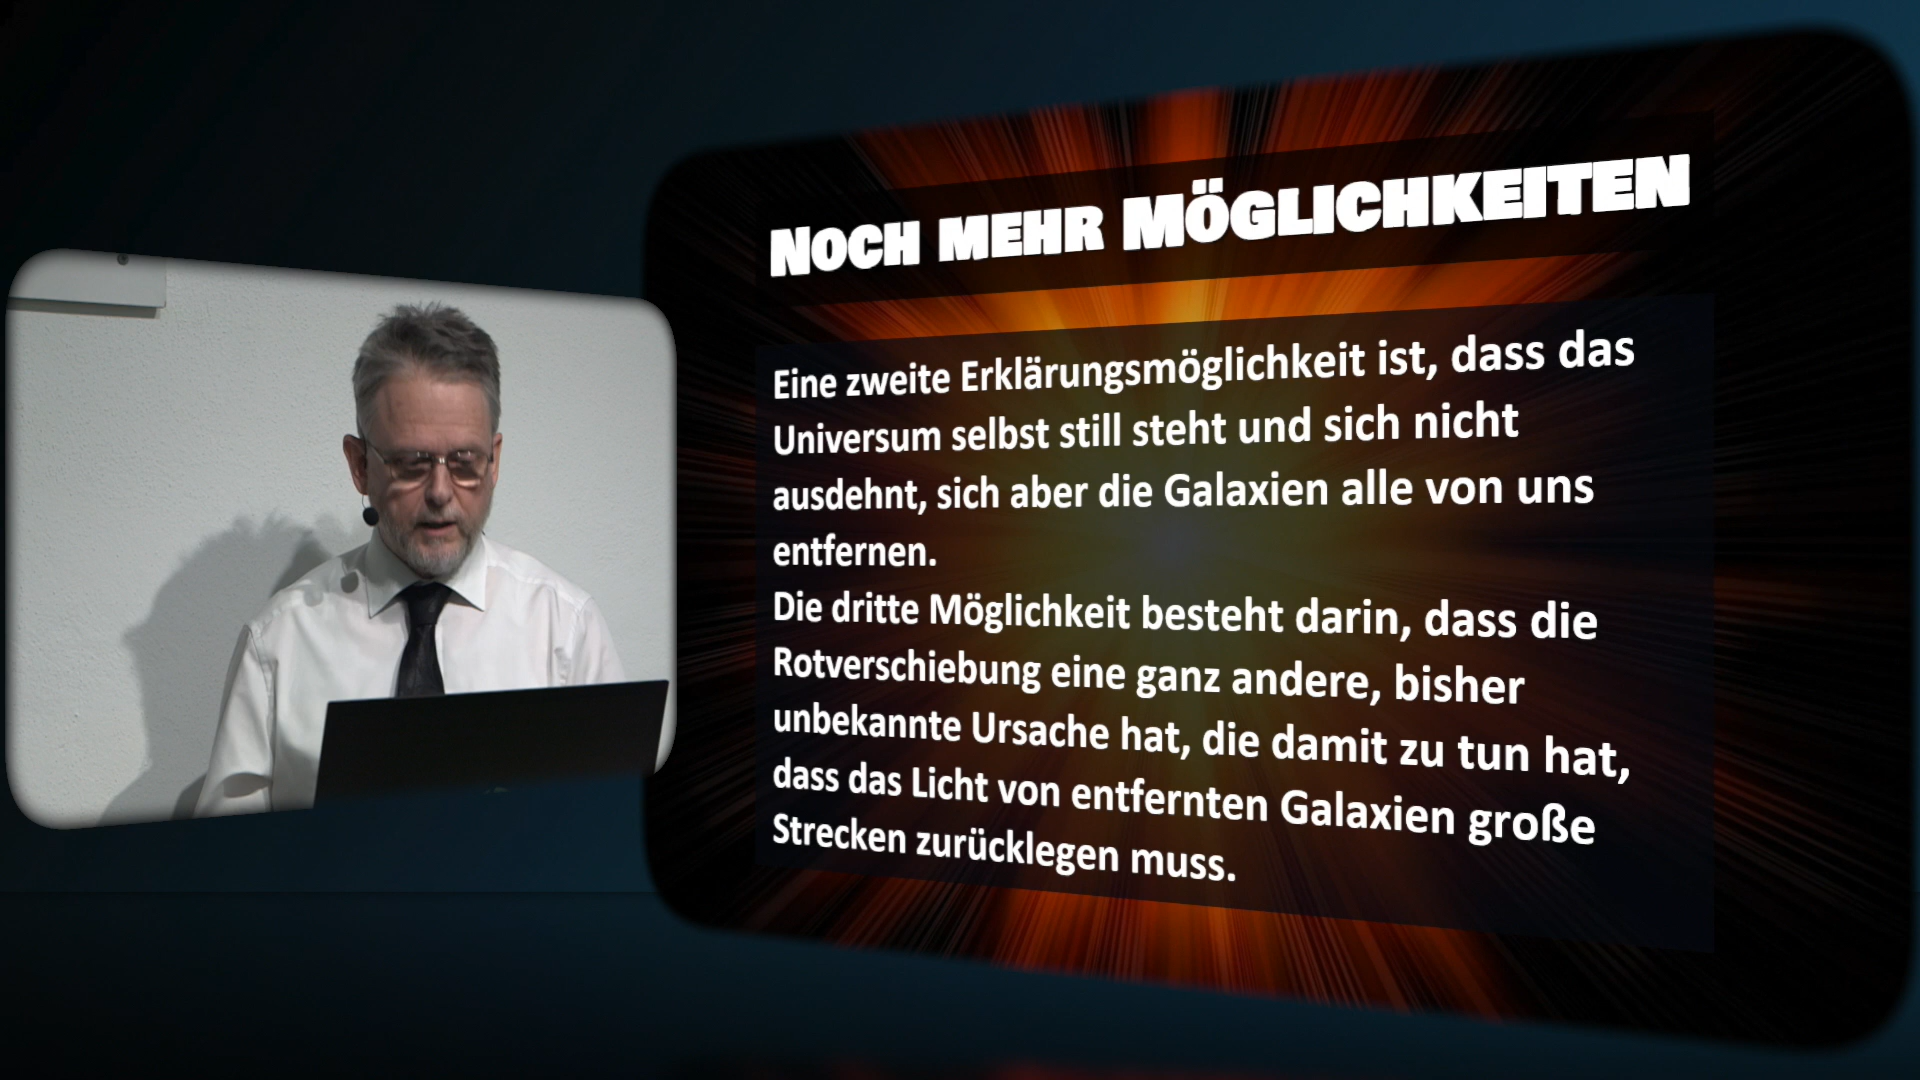 NOCH MEHR MÖGLICHKEITEN
Eine zweite Erklärungsmöglichkeit ist, dass das
Universum selbst still steht und sich nicht
ausdehnt, sich aber die Galaxien alle von uns
entfernen.
Die dritte Möglichkeit besteht darin, dass die
Rotverschiebung eine ganz andere, bisher
unbekannte Ursache hat, die damit zu tun hat,
dass das Licht von entfernten Galaxien große
Strecken zurücklegen muss.